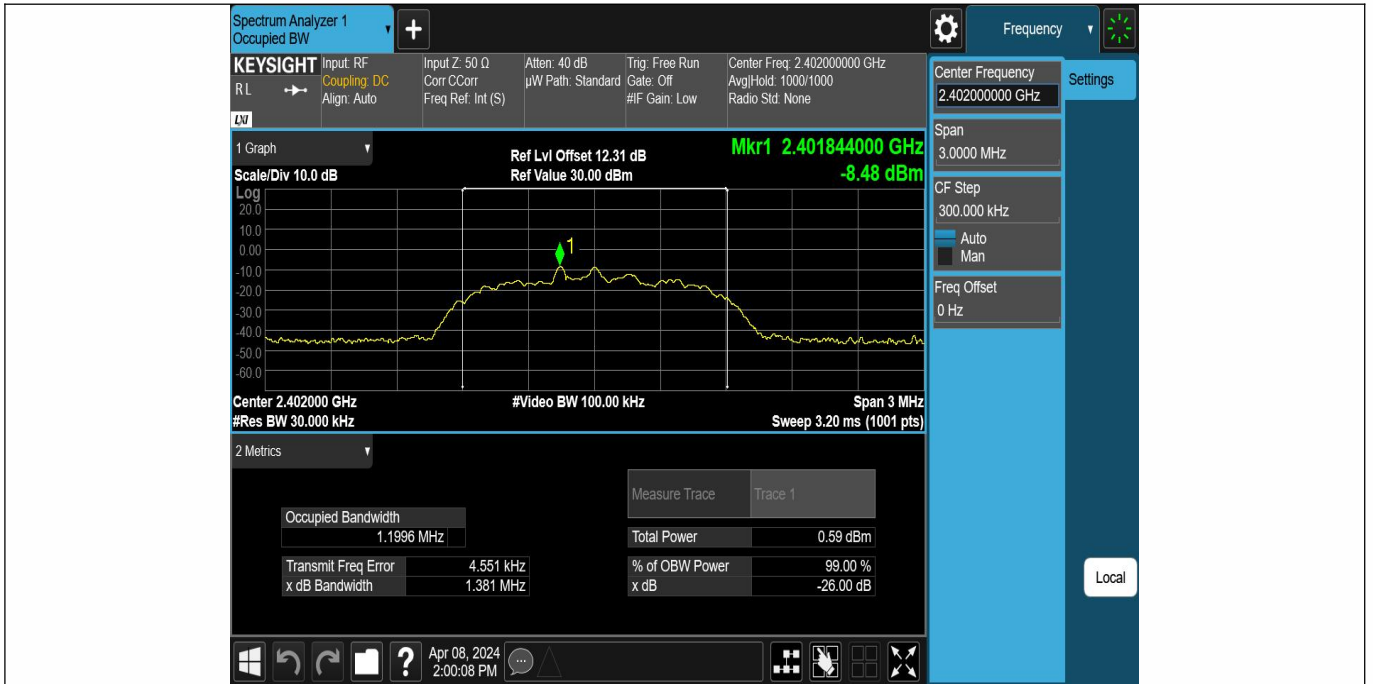 Spectrum Analyzer 1
Occupied BW
Frequency
KEYSIGHT
RL
LXI
Input: RF
Coupling: DC
Align: Auto
Input Z: 50 Ω
Corr CCorr
Freq Ref: Int (S)
Atten: 40 dB
µW Path: Standard
Trig: Free Run
Gate: Off
#IF Gain: Low
Center Freq: 2.402000000 GHz
Avg|Hold: 1000/1000
Radio Std: None
Center Frequency
2.402000000 GHz
Settings
Span
3.0000 MHz
CF Step
300.000 kHz
Auto
Man
Freq Offset
0 Hz
Local
1 Graph
Scale/Div 10.0 dB
Ref Lvl Offset 12.31 dB
Ref Value 30.00 dBm
Mkr1 2.401844000 GHz
-8.48 dBm
Log
20.0
10.0
0.00
-10.0
-20.0
-30.0
-40.0
-50.0
-60.0
1
Center 2.402000 GHz
#Res BW 30.000 kHz
#Video BW 100.00 kHz
Span 3 MHz
Sweep 3.20 ms (1001 pts)
2 Metrics
Measure Trace
Trace 1
Occupied Bandwidth
1.1996 MHz
Total Power
0.59 dBm
Transmit Freq Error
4.551 kHz
% of OBW Power
99.00 %
x dB Bandwidth
1.381 MHz
x dB
-26.00 dB
?
Apr 08, 2024
2:00:08 PM